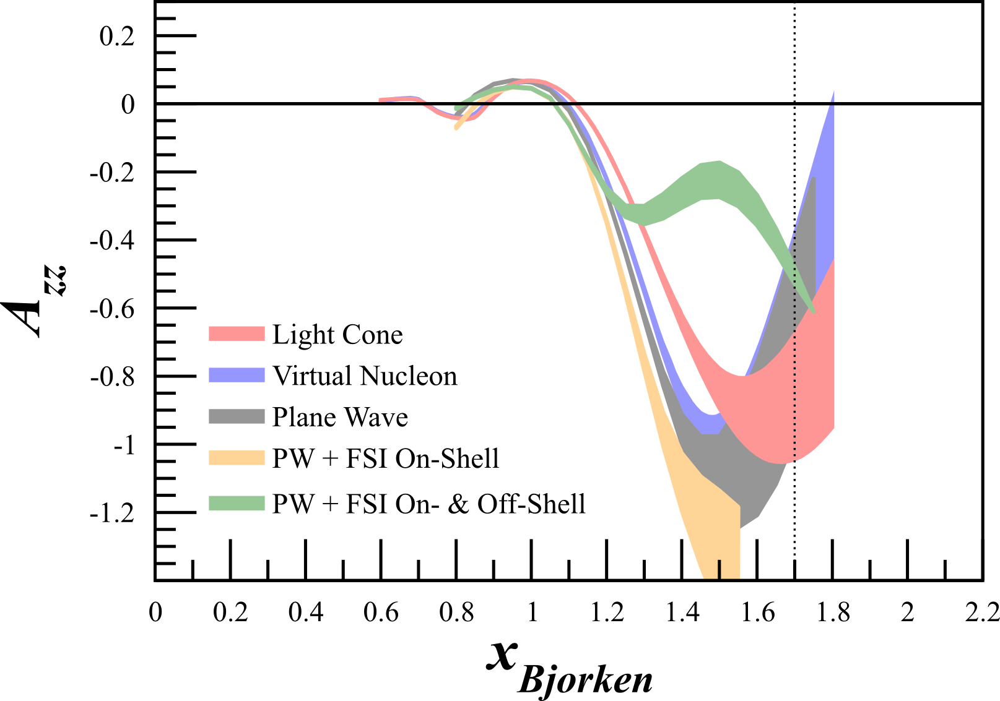 0.2
0
-0.2
-0.4
-0.6
-0.8
-1
-1.2
A zz
Light Cone
Virtual Nucleon
Plane Wave
PW + FSI On-Shell
PW + FSI On- & Off-Shell
0 0.2 0.4 0.6 0.8 1 1.2 1.4 1.6 1.8 2 2.2
x Bjorken